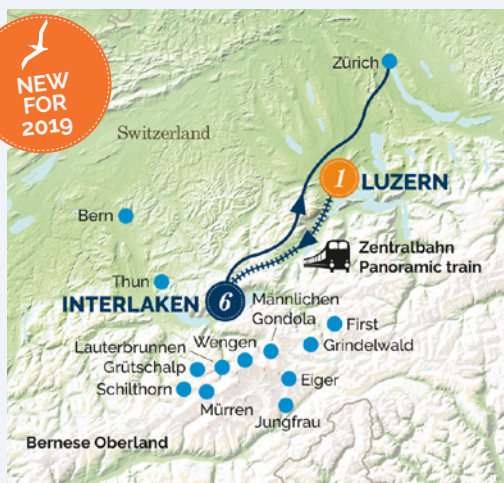 NEW
FOR
2019
Zürich
Switzerland
1 LUZERN
Bern
Zentralbahn
Panoramic train
Thun
INTERLAKEN 6
Männlichen
Gondola
First
Wengen
Lauterbrunnen
Grindelwald
Grütschalp
Eiger
Schilthorn
Mürren
Jungfrau
Bernese Oberland